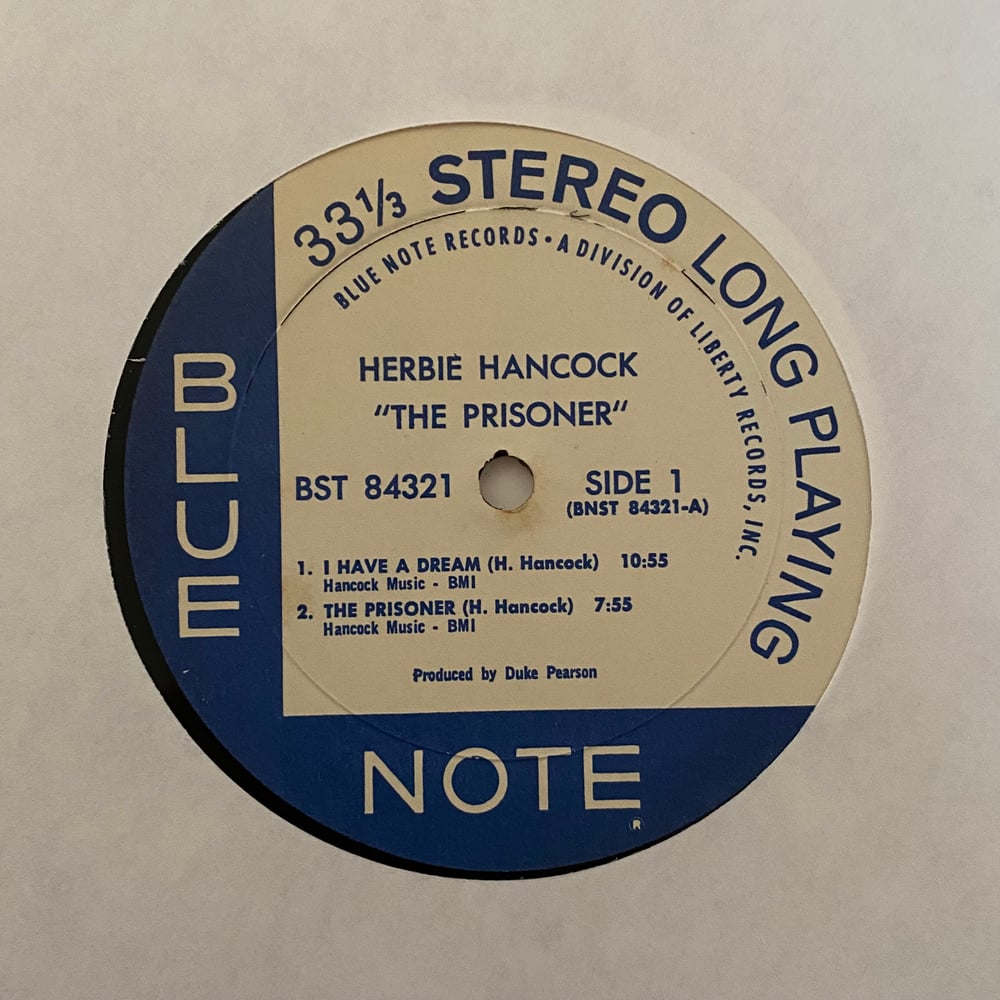 33⅓ STEREO LONG PLAYING
BLUE NOTE RECORDS • A DIVISION OF LIBERTY RECORDS, INC.
HERBIE HANCOCK
"THE PRISONER"
BST 84321
SIDE 1
(BNST 84321-A)
1. I HAVE A DREAM (H. Hancock) 10:55
Hancock Music - BMI
2. THE PRISONER (H. Hancock) 7:55
Hancock Music - BMI
Produced by Duke Pearson
BLUE
NOTE
®